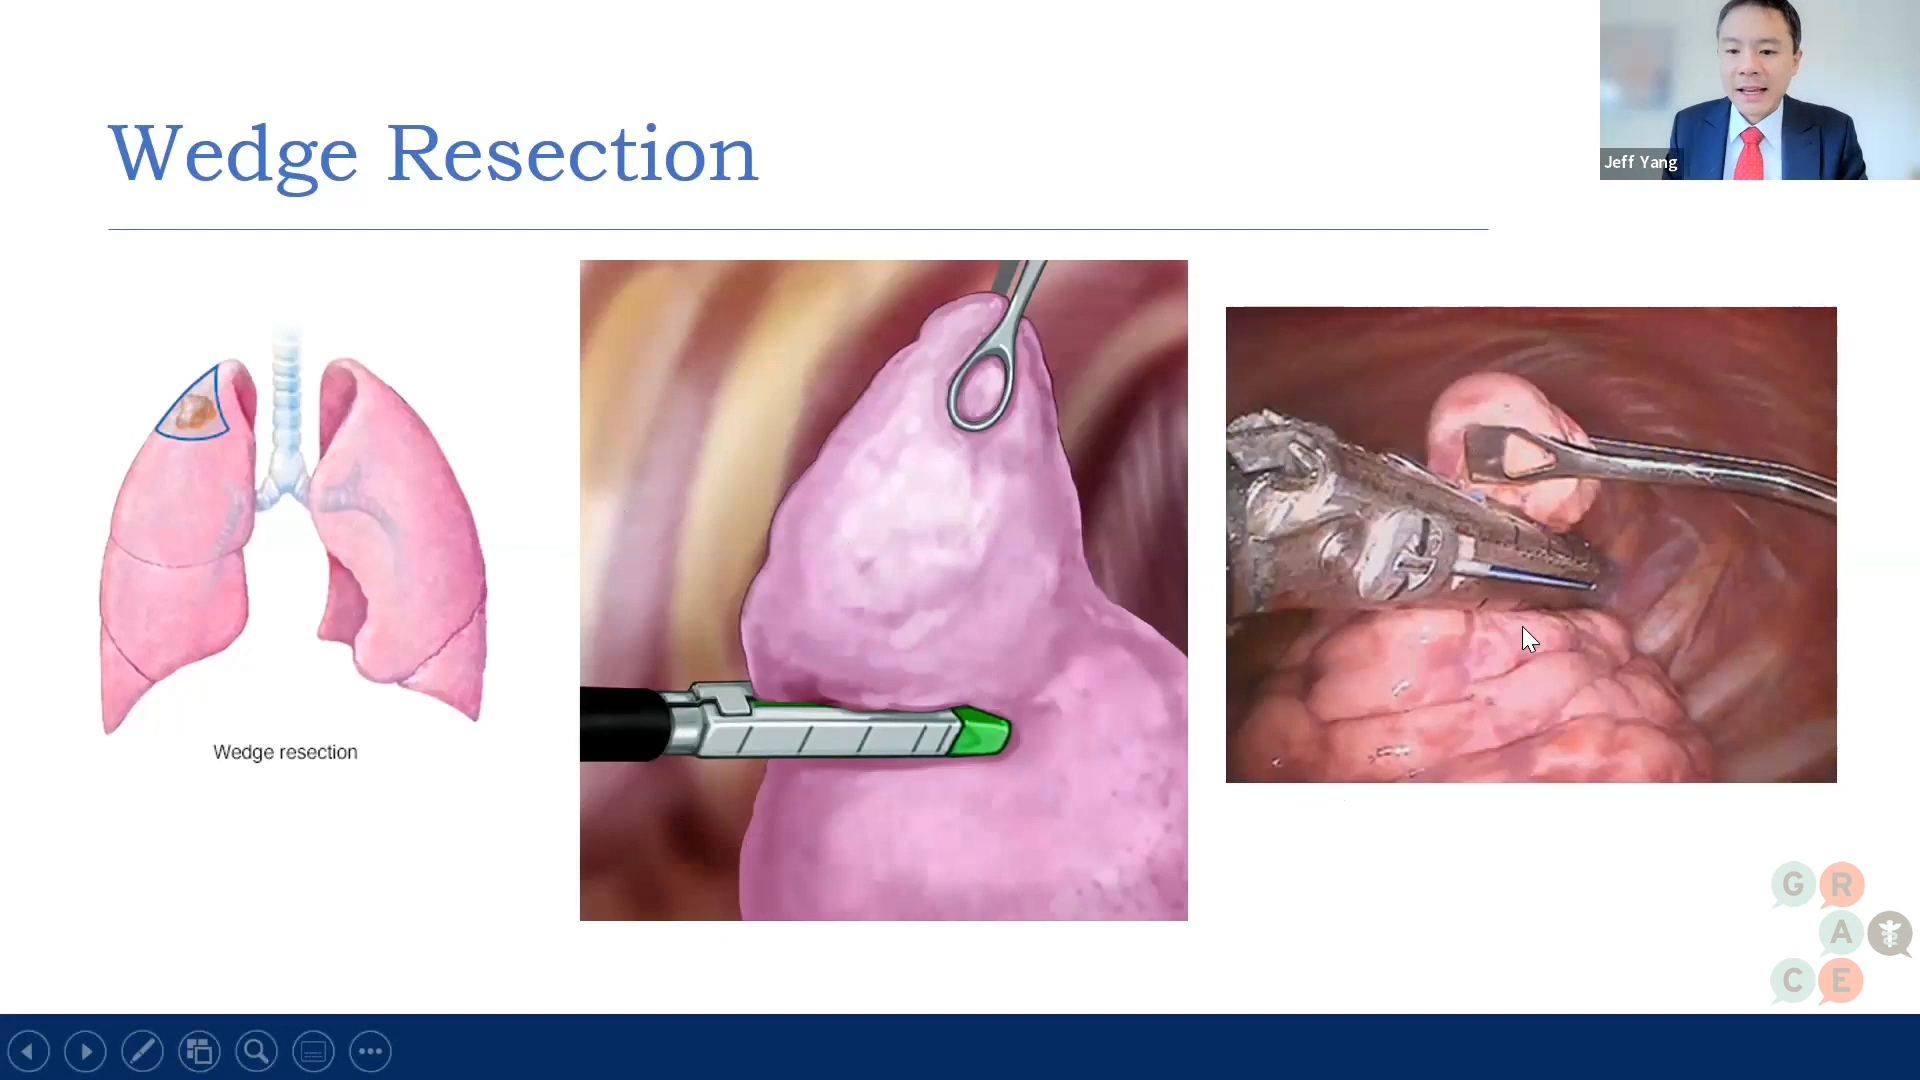 Wedge Resection
Jeff Yang
Wedge resection
G R
A
C E